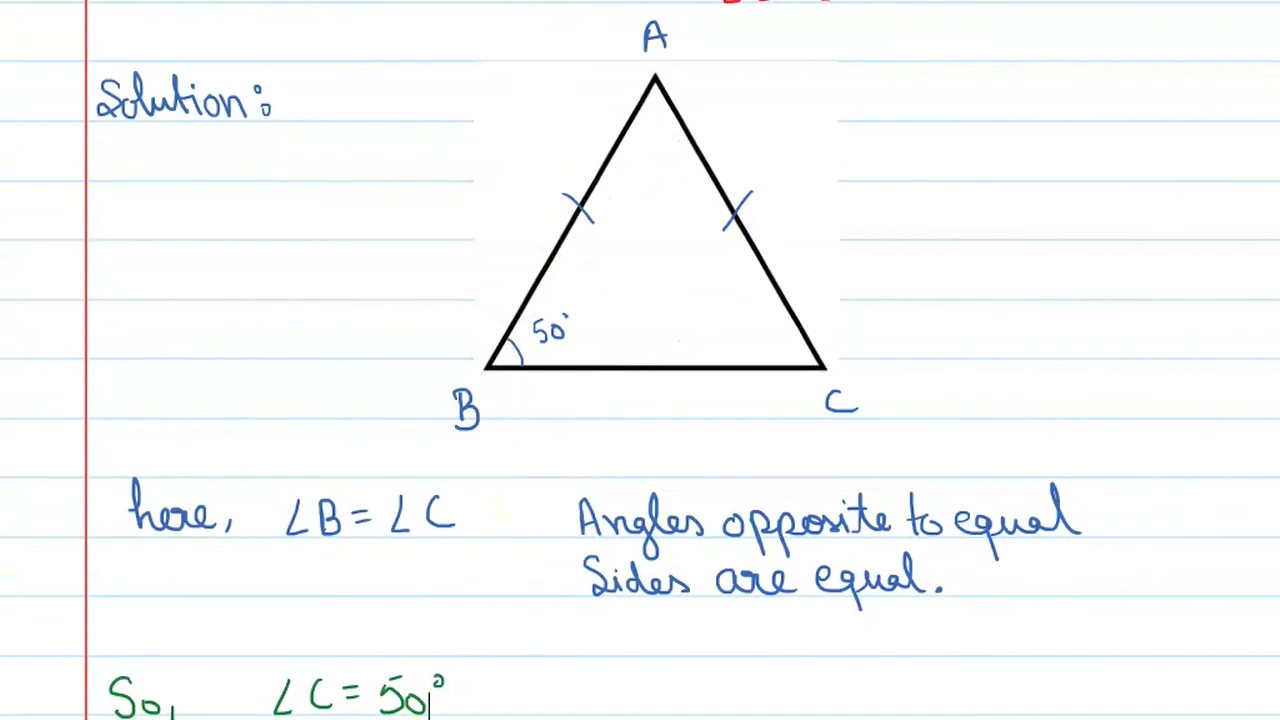 A
Solution:
50°
B
C
here, ∠B = ∠C
Angles opposite to equal
Sides are equal.
So, ∠C = 50°